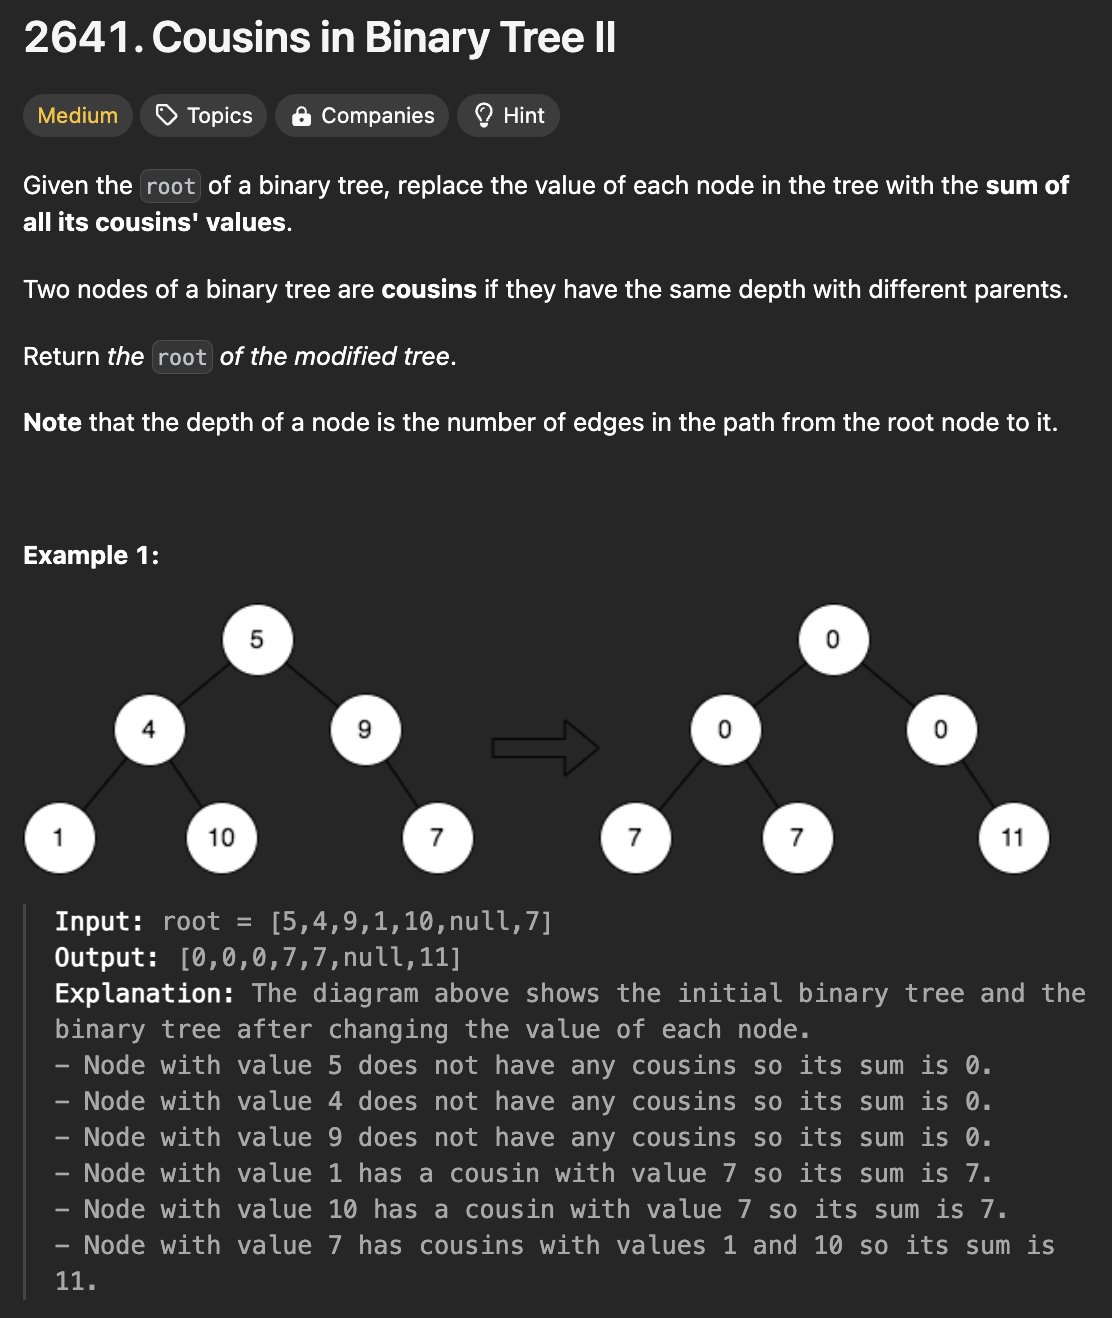 2641. Cousins in Binary Tree II
Medium Topics Companies Hint
Given the root of a binary tree, replace the value of each node in the tree with the sum of
all its cousins' values.
Two nodes of a binary tree are cousins if they have the same depth with different parents.
Return the root of the modified tree.
Note that the depth of a node is the number of edges in the path from the root node to it.
Example 1:
5 0
4 9 0 0
1 10 7 7 7 11
Input: root = [5,4,9,1,10,null,7]
Output: [0,0,0,7,7,null,11]
Explanation: The diagram above shows the initial binary tree and the
binary tree after changing the value of each node.
- Node with value 5 does not have any cousins so its sum is 0.
- Node with value 4 does not have any cousins so its sum is 0.
- Node with value 9 does not have any cousins so its sum is 0.
- Node with value 1 has a cousin with value 7 so its sum is 7.
- Node with value 10 has a cousin with value 7 so its sum is 7.
- Node with value 7 has cousins with values 1 and 10 so its sum is
11.